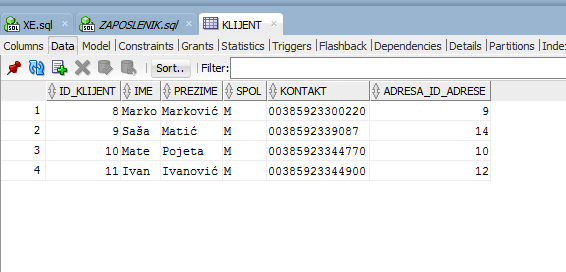 XE.sql ZAPOSLENIK.sql KLIJENT
Columns Data Model Constraints Grants Statistics Triggers Flashback Dependencies Details Partitions Inde
Sort.. Filter:
ID_KLIJENT IME PREZIME SPOL KONTAKT ADRESA_ID_ADRESE
1 8 Marko Marković M 00385923300220 9
2 9 Saša Matić M 0038592339087 14
3 10 Mate Pojeta M 00385923344770 10
4 11 Ivan Ivanović M 00385923344900 12